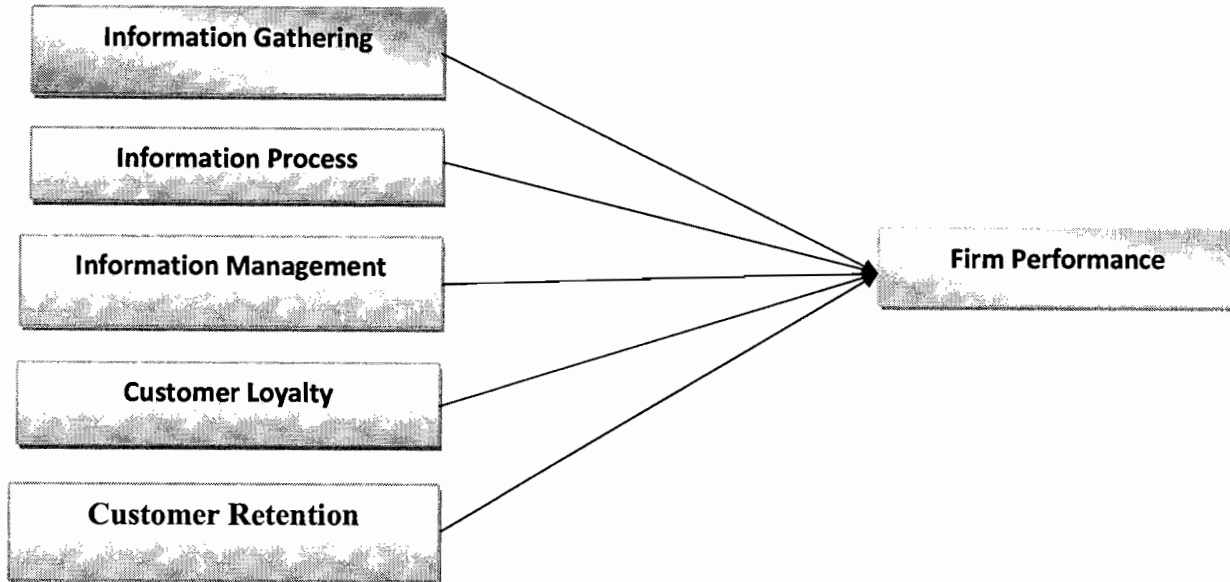 Information Gathering
Information Process
Information Management
Customer Loyalty
Customer Retention
Firm Performance